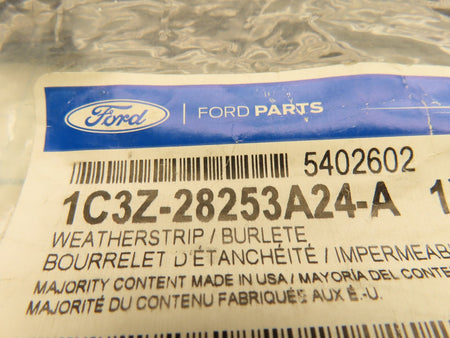 Ford FORD PARTS
5402602
1C3Z-28253A24-A 1
WEATHERSTRIP / BURLETE
BOURRELET D'ÉTANCHÉITÉ / IMPERMEAB
MAJORITY CONTENT MADE IN USA / MAYORÍA DEL CONTE
MAJORITÉ DU CONTENU FABRIQUÉS AUX É.-U.